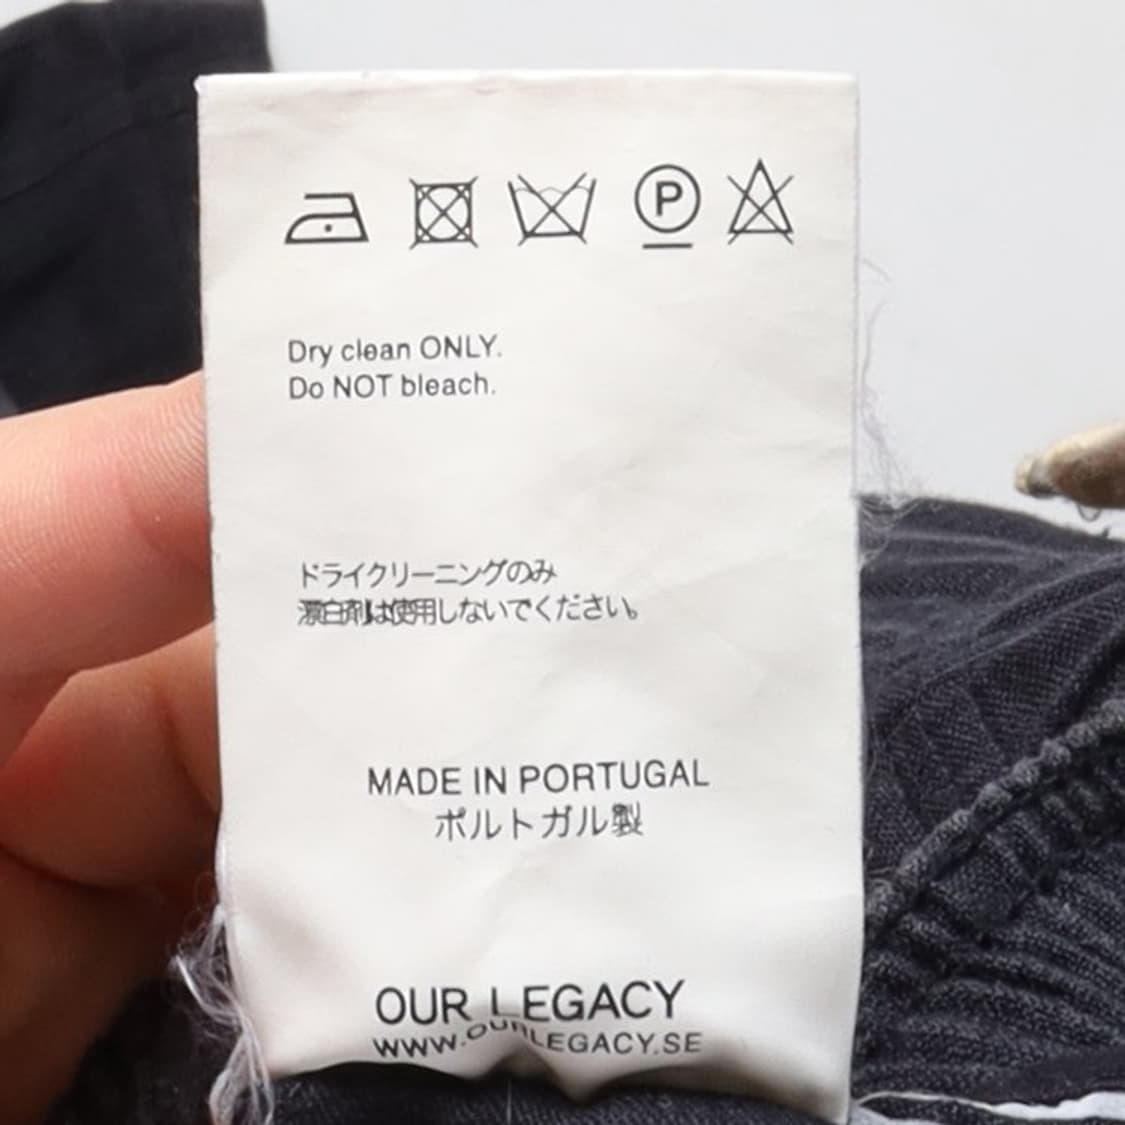 P
Dry clean ONLY.
Do NOT bleach.
ドライクリーニングのみ
漂白剤は使用しないでください。
MADE IN PORTUGAL
ポルトガル製
OUR LEGACY
WWW.OURLEGACY.SE